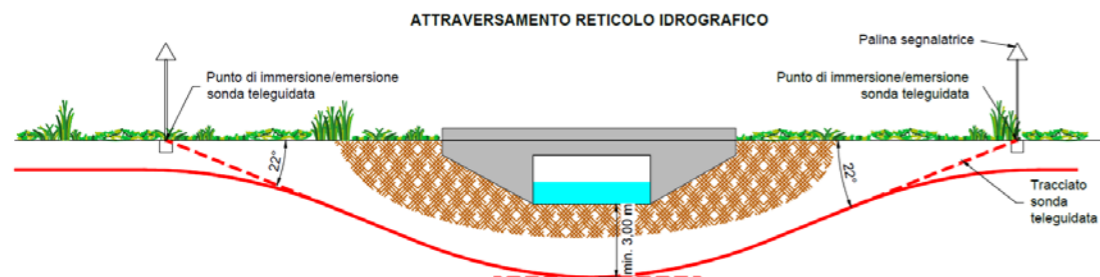 ATTRAVERSAMENTO RETICOLO IDROGRAFICO
Palina segnalatrice
Punto di immersione/emersione
sonda teleguidata
Punto di immersione/emersione
sonda teleguidata
22°
22°
Tracciato
sonda
teleguidata
min. 3,00 m